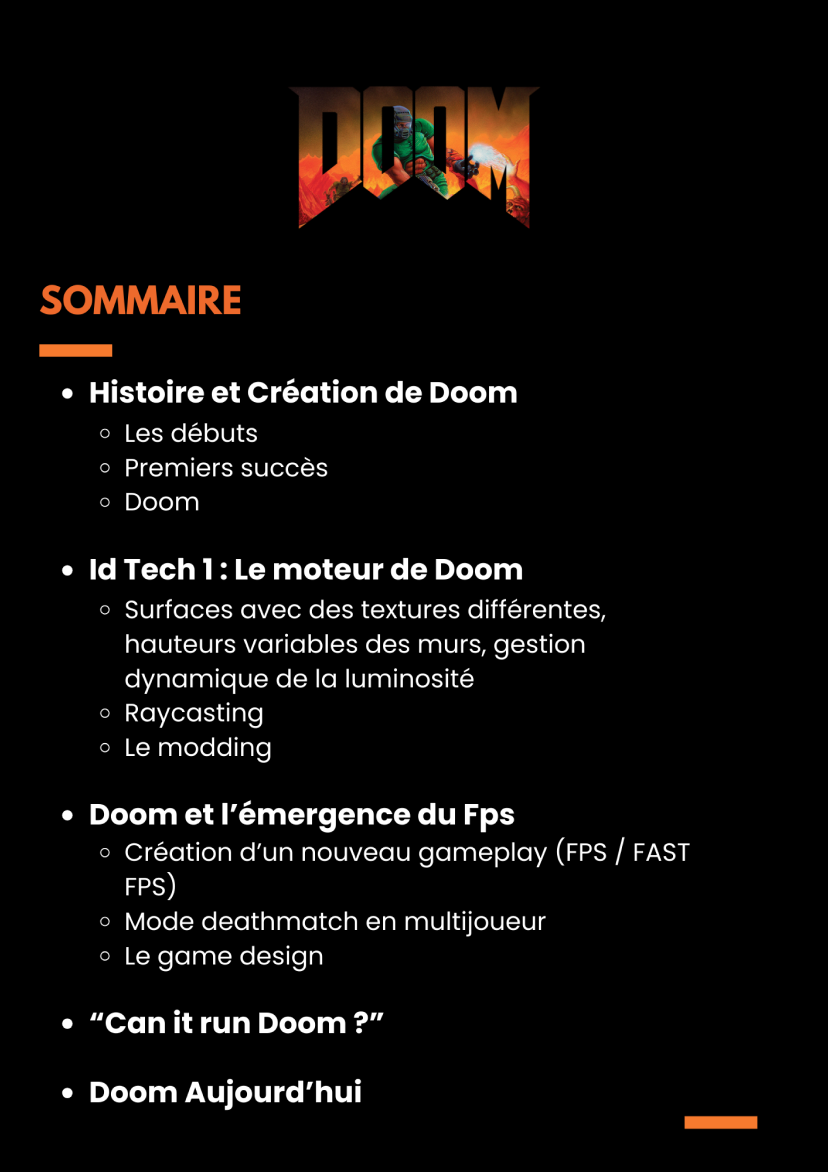 DOOM
SOMMAIRE
• Histoire et Création de Doom
○ Les débuts
○ Premiers succès
○ Doom
• Id Tech 1 : Le moteur de Doom
○ Surfaces avec des textures différentes,
hauteurs variables des murs, gestion
dynamique de la luminosité
○ Raycasting
○ Le modding
• Doom et l’émergence du Fps
○ Création d’un nouveau gameplay (FPS / FAST
FPS)
○ Mode deathmatch en multijoueur
○ Le game design
• “Can it run Doom ?”
• Doom Aujourd’hui